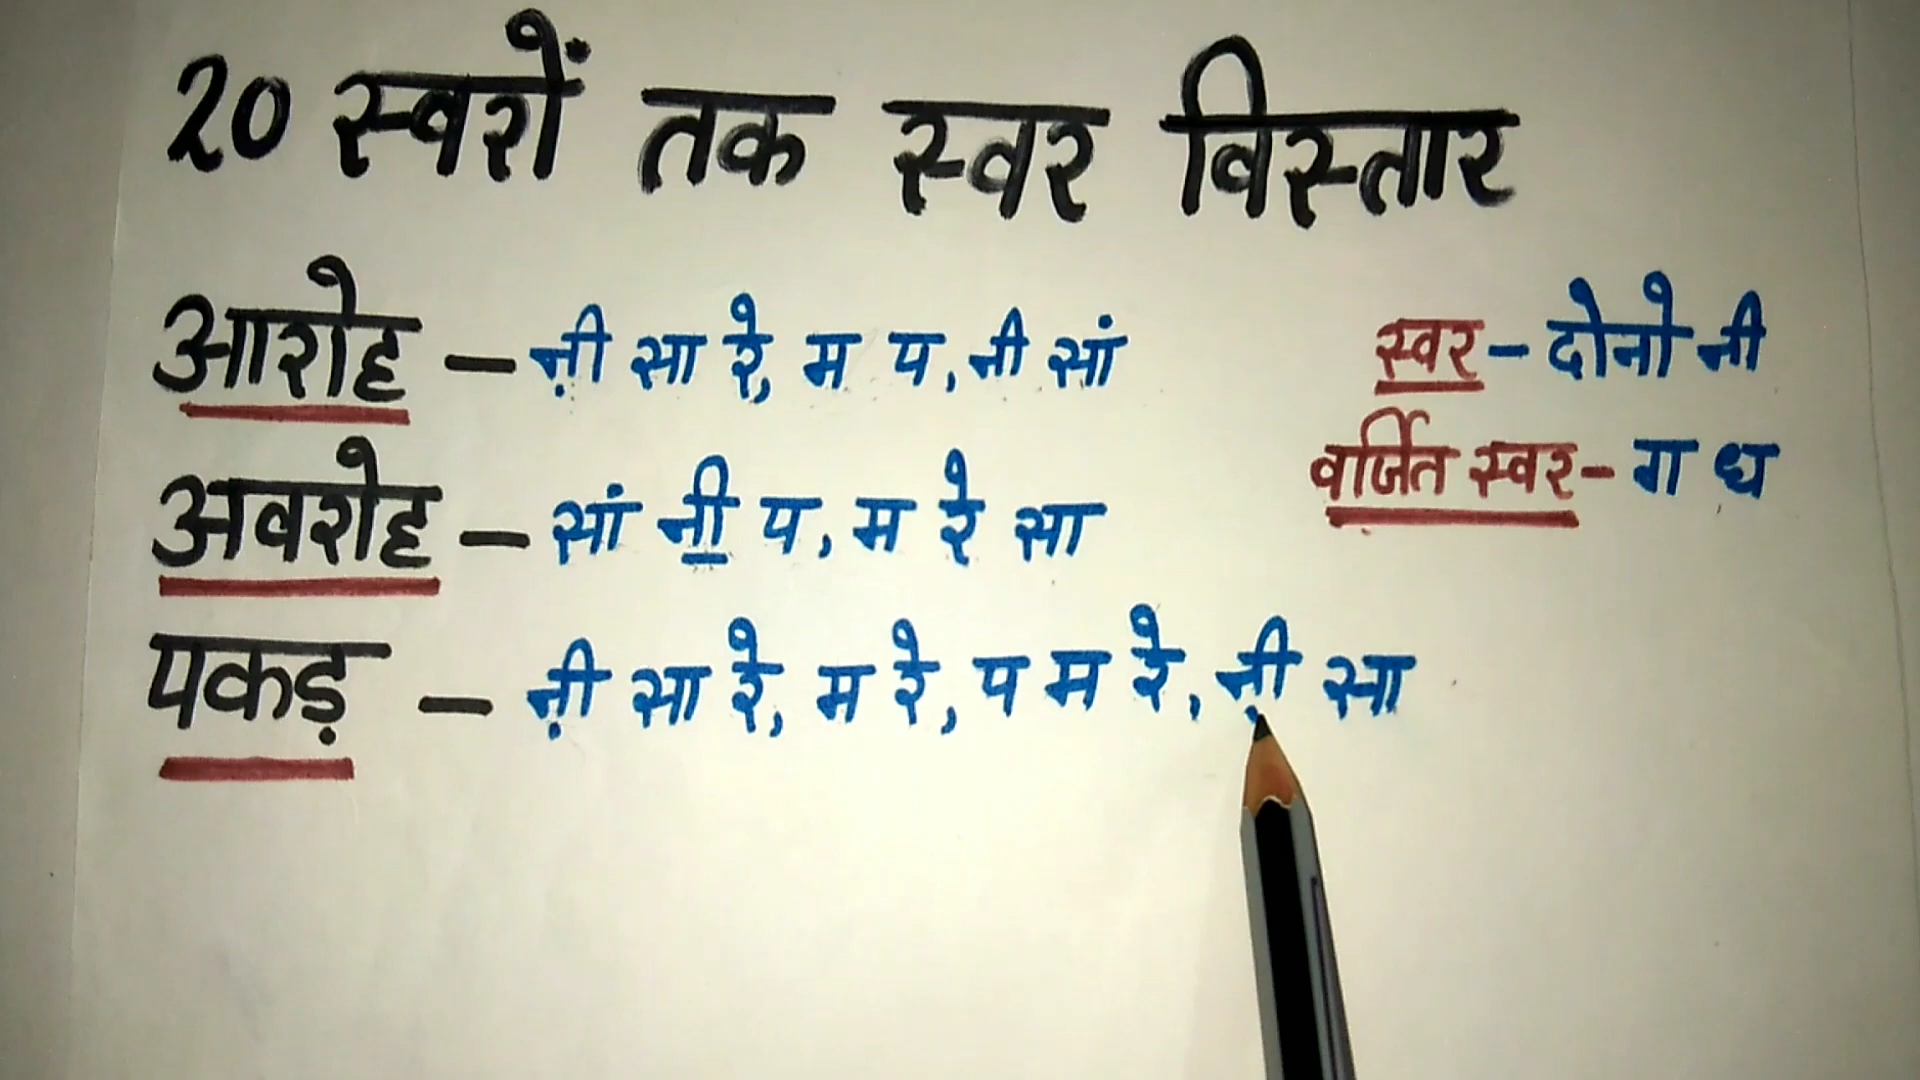 20 स्वरों तक स्वर विस्तार
आरोह – ऩी सा रे, म प, नी सां
स्वर – दोनो नी
अवरोह – सां नी॒ प, म रे सा
वर्जित स्वर – ग ध
पकड़ – ऩी सा रे, म रे, प म रे, ऩी सा